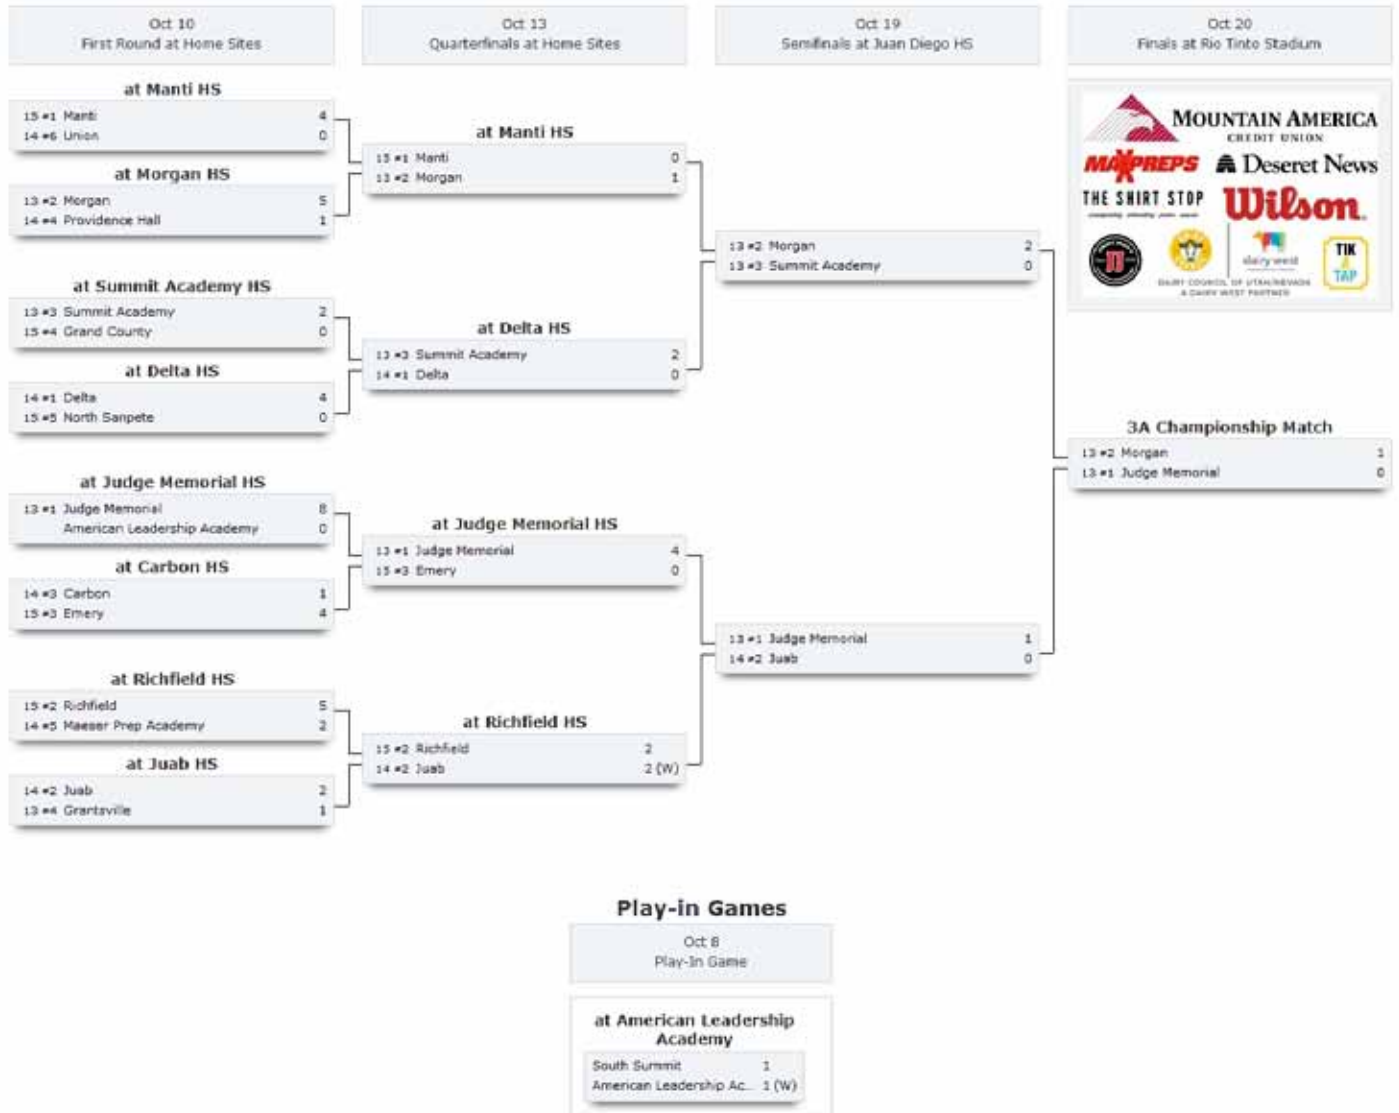 Oct 10
First Round at Home Sites
Oct 13
Quarterfinals at Home Sites
Oct 19
Semifinals at Juan Diego HS
Oct 20
Finals at Rio Tinto Stadium
at Manti HS
15 #1 Manti 4
14 #6 Union 0
at Morgan HS
13 #2 Morgan 5
14 #4 Providence Hall 1
at Summit Academy HS
13 #3 Summit Academy 2
15 #4 Grand County 0
at Delta HS
14 #1 Delta 4
15 #5 North Sanpete 0
at Judge Memorial HS
13 #1 Judge Memorial 8
American Leadership Academy 0
at Carbon HS
14 #3 Carbon 1
15 #3 Emery 4
at Richfield HS
15 #2 Richfield 5
14 #5 Maeser Prep Academy 2
at Juab HS
14 #2 Juab 2
13 #4 Grantsville 1
at Manti HS
15 #1 Manti 0
13 #2 Morgan 1
at Delta HS
13 #3 Summit Academy 2
14 #1 Delta 0
at Judge Memorial HS
13 #1 Judge Memorial 4
15 #3 Emery 0
at Richfield HS
15 #2 Richfield 2
14 #2 Juab 2 (W)
13 #2 Morgan 2
13 #3 Summit Academy 0
13 #1 Judge Memorial 1
14 #2 Juab 0
MOUNTAIN AMERICA
CREDIT UNION
MAXPREPS
Deseret News
THE SHIRT STOP
Wilson.
dairy west
DAIRY COUNCIL OF UTAH/NEVADA
A DAIRY WEST PARTNER
TIK
TAP
3A Championship Match
13 #2 Morgan 1
13 #1 Judge Memorial 0
Play-in Games
Oct 8
Play-In Game
at American Leadership
Academy
South Summit 1
American Leadership Ac... 1 (W)